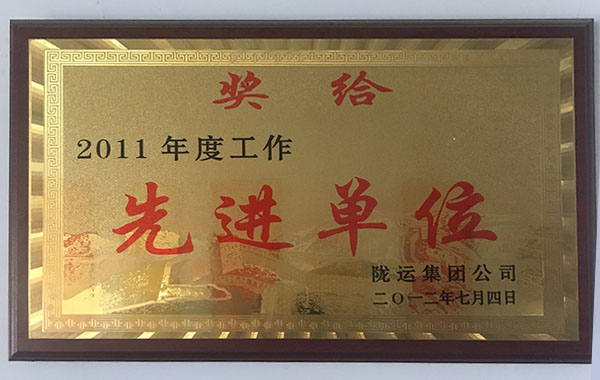 奖给
2011年度工作
先进单位
陇运集团公司
二〇一二年七月四日